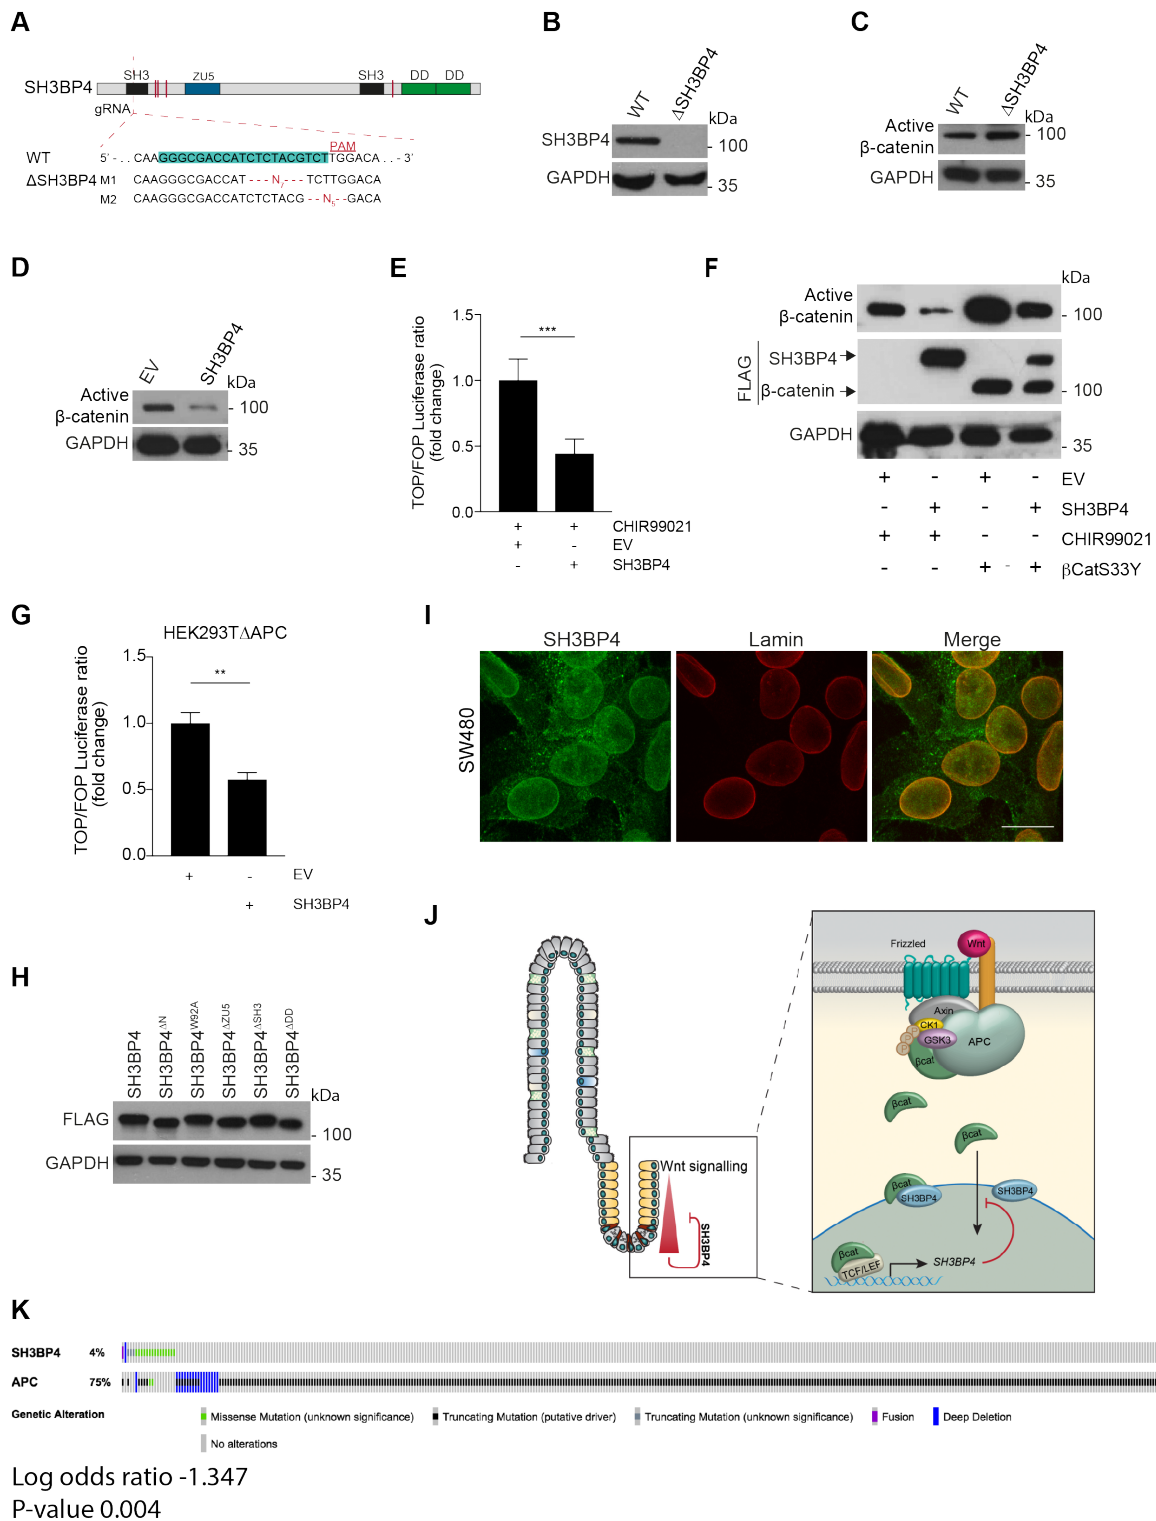 A
SH3BP4
SH3
ZU5
SH3
DD
DD
gRNA
PAM
WT 5' - . . CAAGGGCGACCATCTCTACGTCTTGGACA. . - 3'
ΔSH3BP4 M1 CAAGGGCGACCAT - - - N7 - - - TCTTGGACA
M2 CAAGGGCGACCATCTCTACG - - N5 - -GACA
B
WT
ΔSH3BP4
kDa
SH3BP4
- 100
GAPDH
- 35
C
WT
ΔSH3BP4
kDa
Active
β-catenin
- 100
GAPDH
- 35
D
EV
SH3BP4
kDa
Active
β-catenin
- 100
GAPDH
- 35
E
TOP/FOP Luciferase ratio
(fold change)
1.5
1.0
0.5
0.0
***
+ + CHIR99021
+ - EV
- + SH3BP4
F
kDa
Active
β-catenin
- 100
FLAG
SH3BP4
β-catenin
- 100
GAPDH
- 35
+ - + - EV
- + - + SH3BP4
+ + - - CHIR99021
- - + - + βCatS33Y
G
HEK293TΔAPC
TOP/FOP Luciferase ratio
(fold change)
1.5
1.0
0.5
0.0
**
+ - EV
+ SH3BP4
I
SH3BP4
Lamin
Merge
SW480
H
SH3BP4
SH3BP4ΔN
SH3BP4W92A
SH3BP4ΔZU5
SH3BP4ΔSH3
SH3BP4ΔDD
kDa
FLAG
- 100
GAPDH
- 35
J
Wnt signalling
SH3BP4
Frizzled
Wnt
Axin
CK1
GSK3
APC
P
P
P
βcat
βcat
βcat
βcat
SH3BP4
SH3BP4
βcat
TCF/LEF
SH3BP4
K
SH3BP4 4%
APC 75%
Genetic Alteration
Missense Mutation (unknown significance)
Truncating Mutation (putative driver)
Truncating Mutation (unknown significance)
Fusion
Deep Deletion
No alterations
Log odds ratio -1.347
P-value 0.004